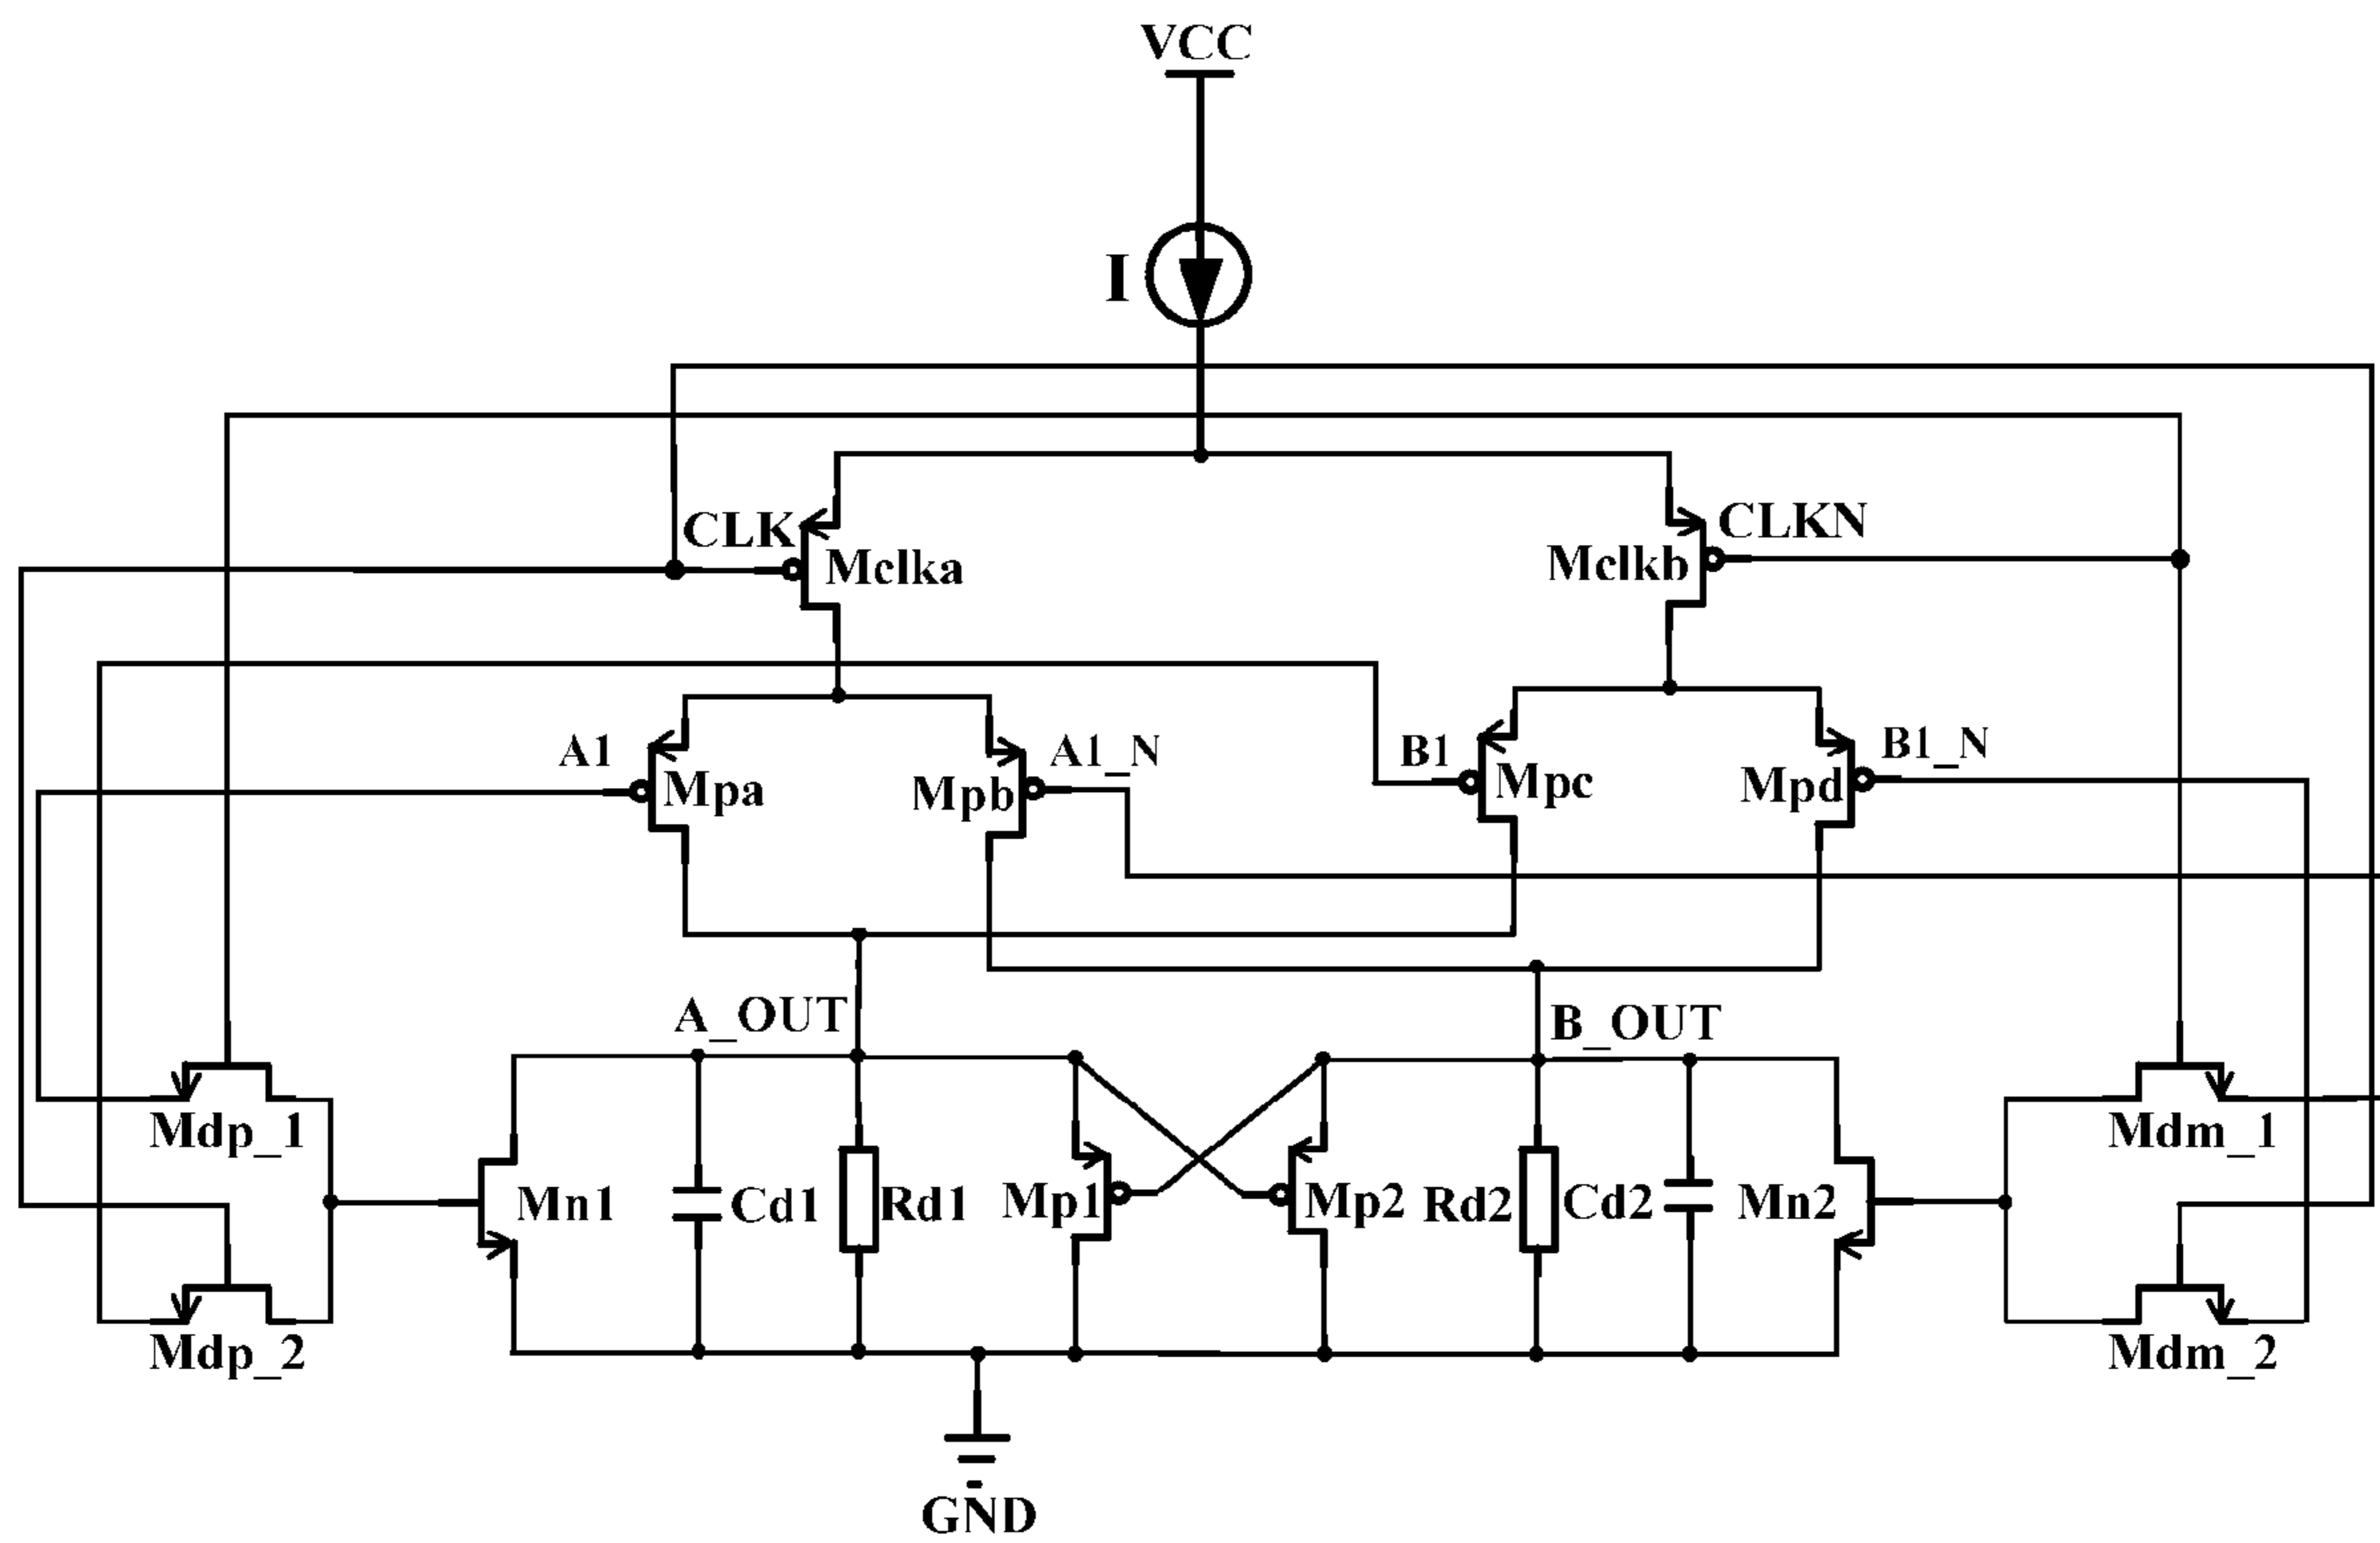 VCC
I
CLK
CLKN
Mclka
Mclkb
A1
A1_N
B1
B1_N
Mpa
Mpb
Mpc
Mpd
A_OUT
B_OUT
Mdp_1
Mdm_1
Mn1
Cd1
Rd1
Mp1
Mp2
Rd2
Cd2
Mn2
Mdp_2
Mdm_2
GND